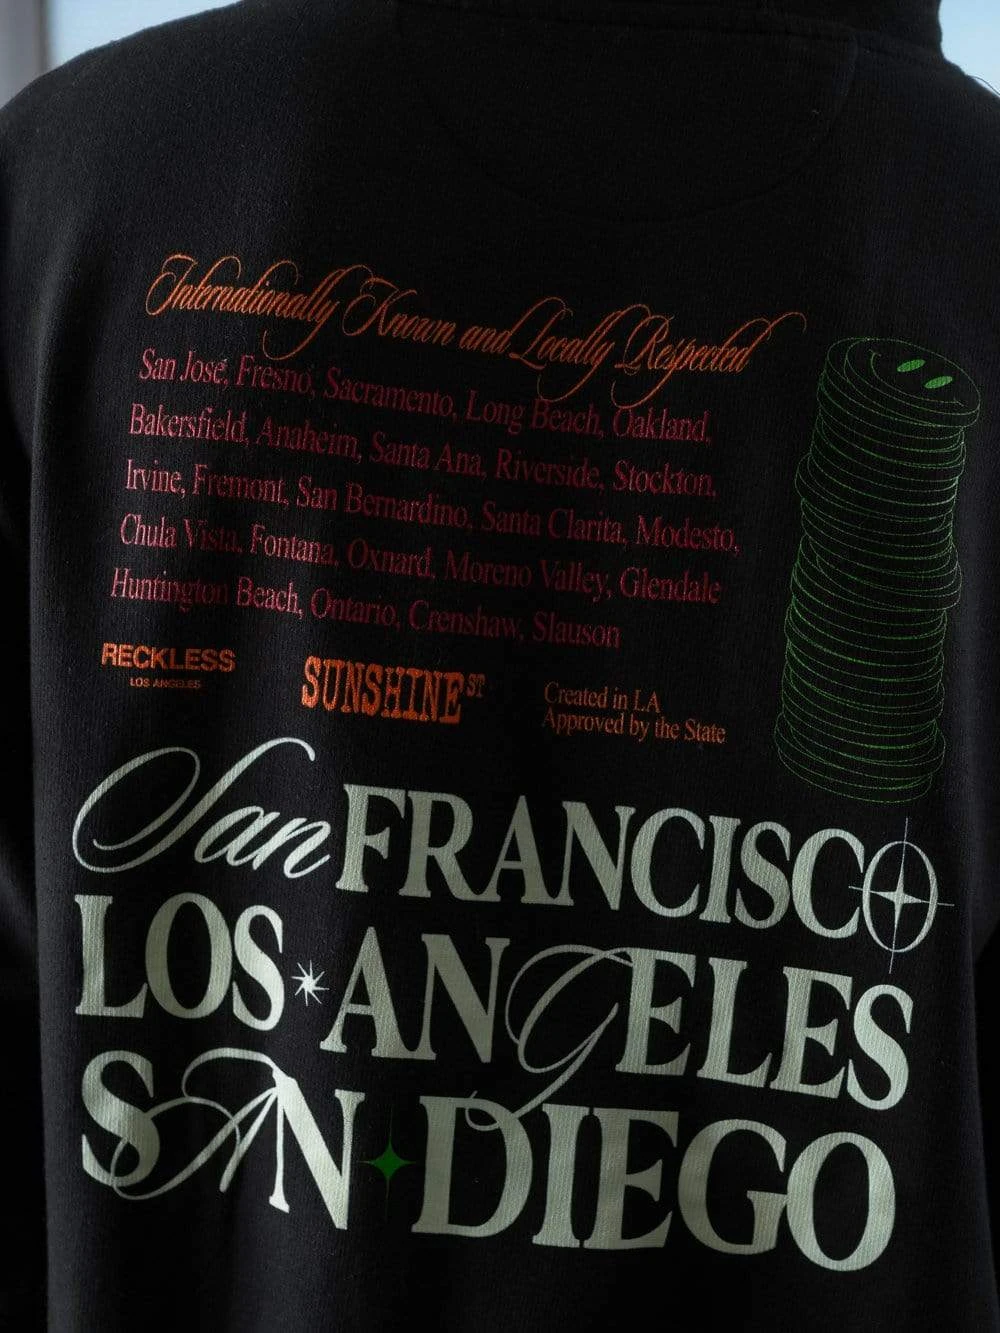 Internationally Known and Locally Respected
San José, Fresno, Sacramento, Long Beach, Oakland,
Bakersfield, Anaheim, Santa Ana, Riverside, Stockton,
Irvine, Fremont, San Bernardino, Santa Clarita, Modesto,
Chula Vista, Fontana, Oxnard, Moreno Valley, Glendale
Huntington Beach, Ontario, Crenshaw, Slauson
RECKLESS
LOS ANGELES
SUNSHINE ST
Created in LA
Approved by the State
San FRANCISCO
LOS ANGELES
SAN DIEGO